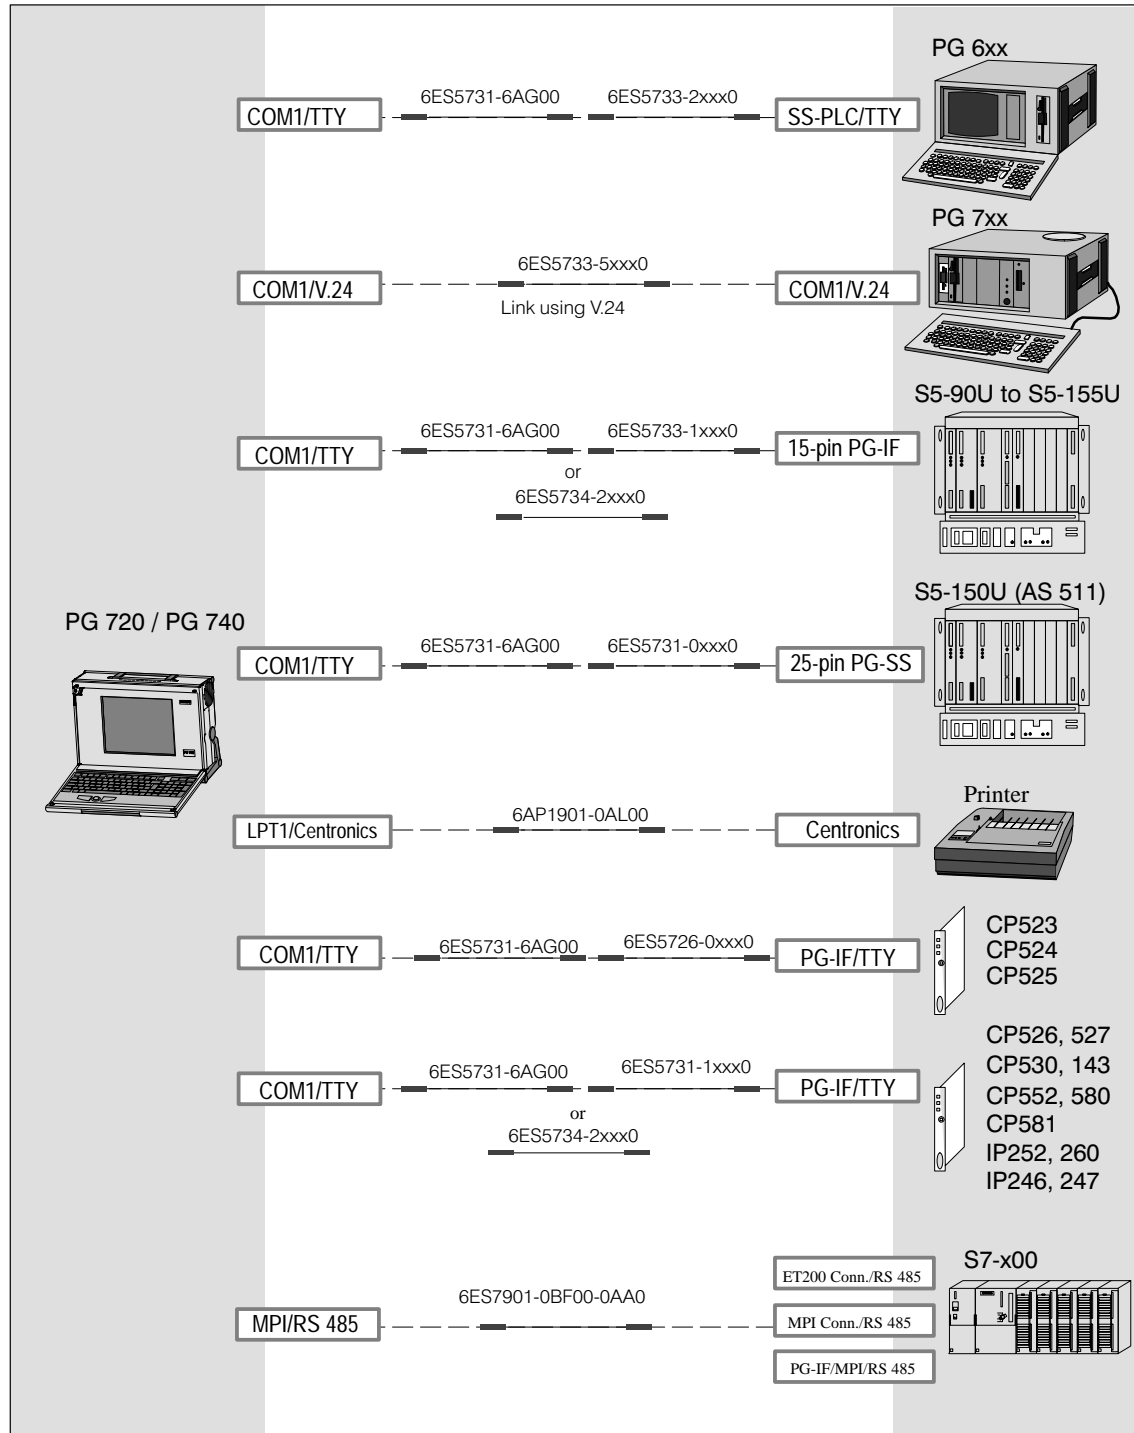 PG 6xx
6ES5731-6AG00
6ES5733-2xxx0
COM1/TTY
SS-PLC/TTY
PG 7xx
6ES5733-5xxx0
COM1/V.24
COM1/V.24
Link using V.24
S5-90U to S5-155U
6ES5731-6AG00
6ES5733-1xxx0
COM1/TTY
15-pin PG-IF
or
6ES5734-2xxx0
S5-150U (AS 511)
PG 720 / PG 740
6ES5731-6AG00
6ES5731-0xxx0
COM1/TTY
25-pin PG-SS
Printer
6AP1901-0AL00
LPT1/Centronics
Centronics
6ES5731-6AG00
6ES5726-0xxx0
COM1/TTY
PG-IF/TTY
CP523
CP524
CP525
CP526, 527
CP530, 143
CP552, 580
CP581
IP252, 260
IP246, 247
6ES5731-6AG00
6ES5731-1xxx0
COM1/TTY
PG-IF/TTY
or
6ES5734-2xxx0
S7-x00
ET200 Conn./RS 485
6ES7901-0BF00-0AA0
MPI/RS 485
MPI Conn./RS 485
PG-IF/MPI/RS 485